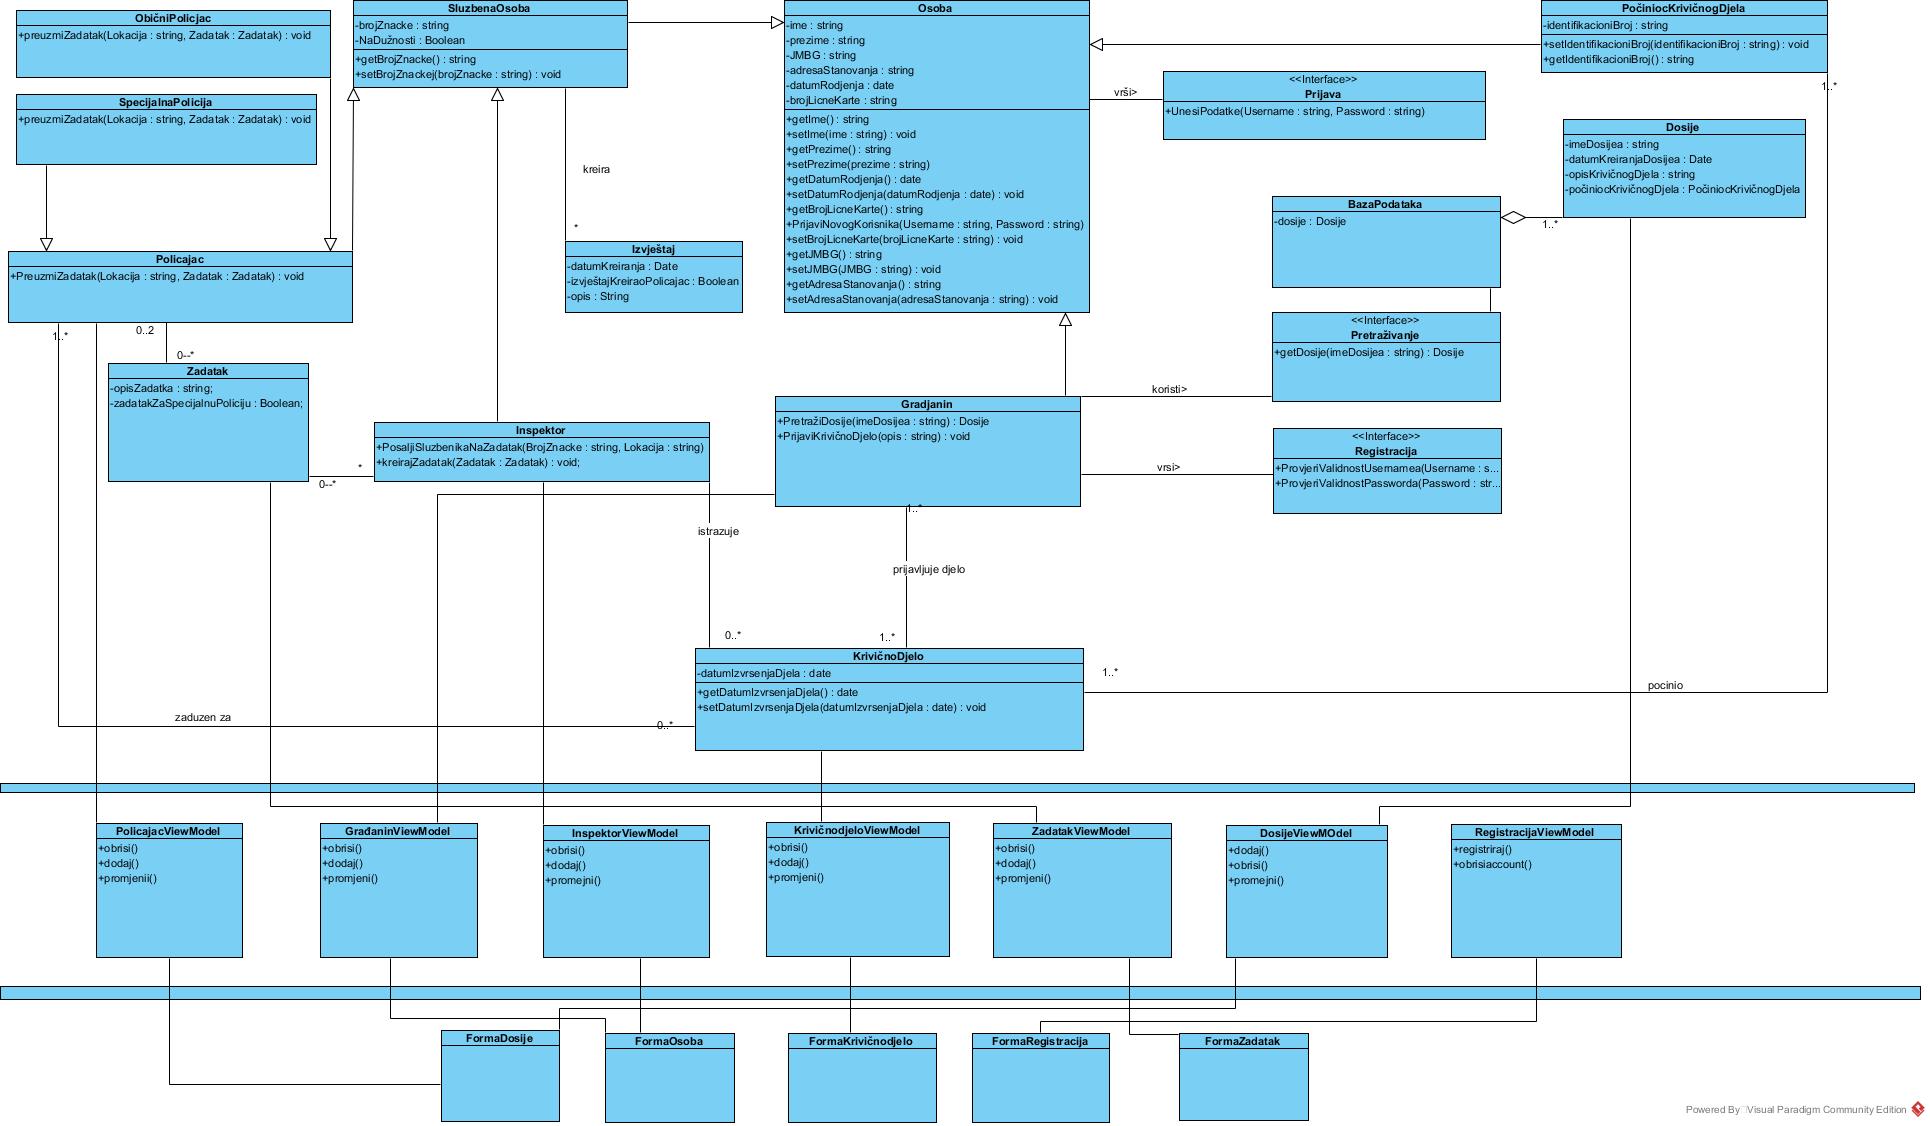 ObičniPolicjac
+preuzmiZadatak(Lokacija : string, Zadatak : Zadatak) : void
SpecijalnaPolicija
+preuzmiZadatak(Lokacija : string, Zadatak : Zadatak) : void
SluzbenaOsoba
-brojZnacke : string
-NaDužnosti : Boolean
+getBrojZnacke() : string
+setBrojZnackej(brojZnacke : string) : void
Osoba
-ime : string
-prezime : string
-JMBG : string
-adresaStanovanja : string
-datumRodjenja : date
-brojLicneKarte : string
+getIme() : string
+setIme(ime : string) : void
+getPrezime() : string
+setPrezime(prezime : string)
+getDatumRodjenja() : date
+setDatumRodjenja(datumRodjenja : date) : void
+getBrojLicneKarte() : string
+PrijaviNovogKorisnika(Username : string, Password : string)
+setBrojLicneKarte(brojLicneKarte : string) : void
+getJMBG() : string
+setJMBG(JMBG : string) : void
+getAdresaStanovanja() : string
+setAdresaStanovanja(adresaStanovanja : string) : void
PočiniocKrivičnogDjela
-identifikacioniBroj : string
+setIdentifikacioniBroj(identifikacioniBroj : string) : void
+getIdentifikacioniBroj() : string
1..*
vrši>
<<Interface>>
Prijava
+UnesiPodatke(Username : string, Password : string)
Dosije
-imeDosijea : string
-datumKreiranjaDosijea : Date
-opisKrivičnogDjela : string
-počiniocKrivičnogDjela : PočiniocKrivičnogDjela
BazaPodataka
-dosije : Dosije
1..*
kreira
*
Izvještaj
-datumKreiranja : Date
-izvještajKreiraoPolicajac : Boolean
-opis : String
Policajac
+PreuzmiZadatak(Lokacija : string, Zadatak : Zadatak) : void
1..*
0..2
0--*
Zadatak
-opisZadatka : string;
-zadatakZaSpecijalnuPoliciju : Boolean;
*
0--*
Inspektor
+PosaljiSluzbenikaNaZadatak(BrojZnacke : string, Lokacija : string)
+kreirajZadatak(Zadatak : Zadatak) : void;
<<Interface>>
Pretraživanje
+getDosije(imeDosijea : string) : Dosije
koristi>
Gradjanin
+PretražiDosije(imeDosijea : string) : Dosije
+PrijaviKrivičnoDjelo(opis : string) : void
vrsi>
<<Interface>>
Registracija
+ProvjeriValidnostUsernamea(Username : s...
+ProvjeriValidnostPassworda(Password : str...
1..*
istrazuje
prijavljuje djelo
0..*
1..*
KrivičnoDjelo
-datumIzvrsenjaDjela : date
+getDatumIzvrsenjaDjela() : date
+setDatumIzvrsenjaDjela(datumIzvrsenjaDjela : date) : void
1..*
pocinio
zaduzen za
0..*
PolicajacViewModel
+obrisi()
+dodaj()
+promjenii()
GrađaninViewModel
+obrisi()
+dodaj()
+promjeni()
InspektorViewModel
+obrisi()
+dodaj()
+promejni()
KrivičnodjeloViewModel
+obrisi()
+dodaj()
+promjeni()
ZadatakViewModel
+obrisi()
+dodaj()
+promjeni()
DosijeViewMOdel
+dodaj()
+obrisi()
+promejni()
RegistracijaViewModel
+registriraj()
+obrisiaccount()
FormaDosije
FormaOsoba
FormaKrivičnodjelo
FormaRegistracija
FormaZadatak
Powered By Visual Paradigm Community Edition